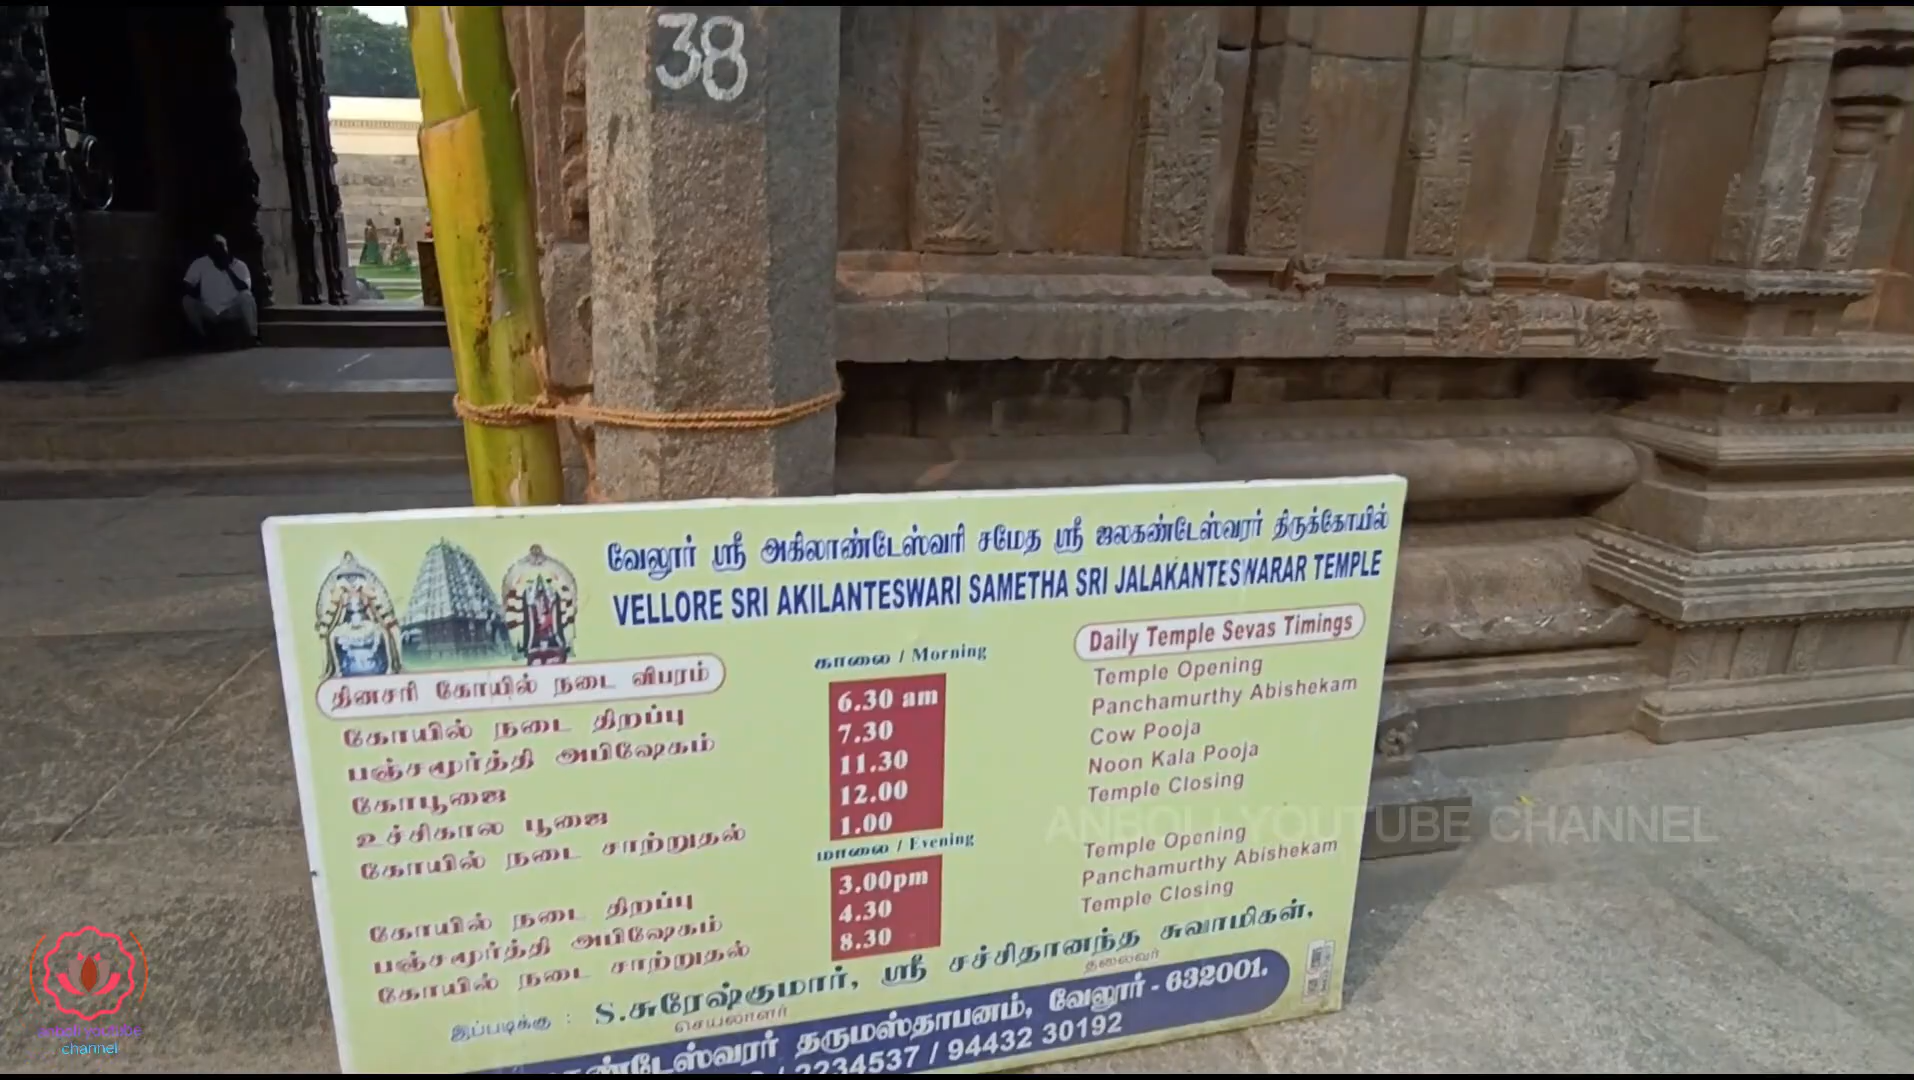 38
வேலூர் ஸ்ரீ அகிலாண்டேஸ்வரி சமேத ஸ்ரீ ஜலகண்டேஸ்வரர் திருக்கோயில்
VELLORE SRI AKILANTESWARI SAMETHA SRI JALAKANTESWARAR TEMPLE
தினசரி கோயில் நடை விபரம்
காலை / Morning
Daily Temple Sevas Timings
கோயில் நடை திறப்பு 6.30 am Temple Opening
பஞ்சமூர்த்தி அபிஷேகம் 7.30 Panchamurthy Abishekam
கோபூஜை 11.30 Cow Pooja
உச்சிகால பூஜை 12.00 Noon Kala Pooja
கோயில் நடை சாற்றுதல் 1.00 Temple Closing
மாலை / Evening
கோயில் நடை திறப்பு 3.00pm Temple Opening
பஞ்சமூர்த்தி அபிஷேகம் 4.30 Panchamurthy Abishekam
கோயில் நடை சாற்றுதல் 8.30 Temple Closing
இப்படிக்கு : S.சுரேஷ்குமார், ஸ்ரீ சச்சிதானந்த சுவாமிகள்,
செயலாளர் தலைவர்
தருமஸ்தாபனம், வேலூர் - 632001.
2234537 / 94432 30192
ANBOLI YOUTUBE CHANNEL
anboli youtube
channel